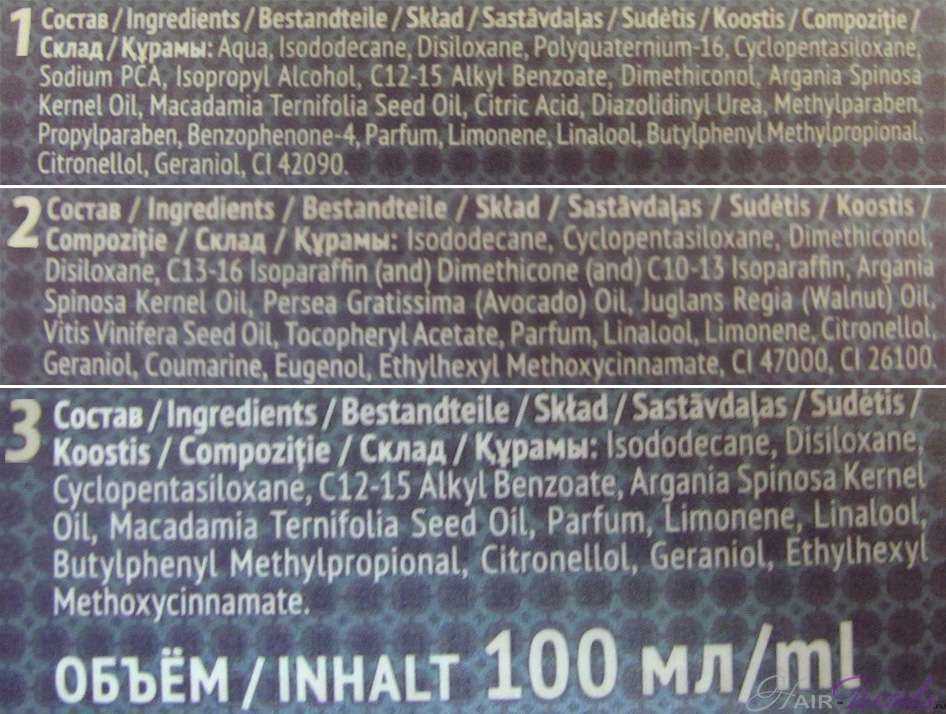 1 Состав / Ingredients / Bestandteile / Skład / Sastāvdaļas / Sudėtis / Koostis / Compoziţie /
Склад / Құрамы: Aqua, Isododecane, Disiloxane, Polyquaternium-16, Cyclopentasiloxane,
Sodium PCA, Isopropyl Alcohol, C12-15 Alkyl Benzoate, Dimethiconol, Argania Spinosa
Kernel Oil, Macadamia Ternifolia Seed Oil, Citric Acid, Diazolidinyl Urea, Methylparaben,
Propylparaben, Benzophenone-4, Parfum, Limonene, Linalool, Butylphenyl Methylpropional,
Citronellol, Geraniol, CI 42090.
2 Состав / Ingredients / Bestandteile / Skład / Sastāvdaļas / Sudėtis / Koostis /
Compoziţie / Склад / Құрамы: Isododecane, Cyclopentasiloxane, Dimethiconol,
Disiloxane, C13-16 Isoparaffin (and) Dimethicone (and) C10-13 Isoparaffin, Argania
Spinosa Kernel Oil, Persea Gratissima (Avocado) Oil, Juglans Regia (Walnut) Oil,
Vitis Vinifera Seed Oil, Tocopheryl Acetate, Parfum, Linalool, Limonene, Citronellol,
Geraniol, Coumarine, Eugenol, Ethylhexyl Methoxycinnamate, CI 47000, CI 26100.
3 Состав / Ingredients / Bestandteile / Skład / Sastāvdaļas / Sudėtis /
Koostis / Compoziţie / Склад / Құрамы: Isododecane, Disiloxane,
Cyclopentasiloxane, C12-15 Alkyl Benzoate, Argania Spinosa Kernel
Oil, Macadamia Ternifolia Seed Oil, Parfum, Limonene, Linalool,
Butylphenyl Methylpropional, Citronellol, Geraniol, Ethylhexyl
Methoxycinnamate.
ОБЪЁМ / INHALT 100 мл/ml